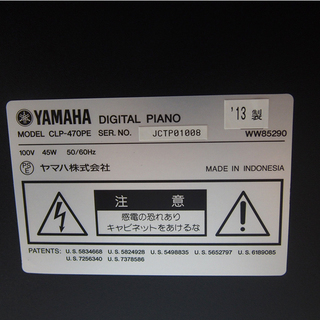 YAMAHA DIGITAL PIANO
'13 製
MODEL CLP-470PE SER. NO. JCTP01008 WW85290
100V 45W 50/60Hz
PS E ヤマハ株式会社 MADE IN INDONESIA
注意
感電の恐れあり
キャビネットをあけるな
PATENTS: U.S. 5834668 U.S. 5824928 U.S. 5498835 U.S. 5652797 U.S. 6189085
U.S. 7256340 U.S. 7378586